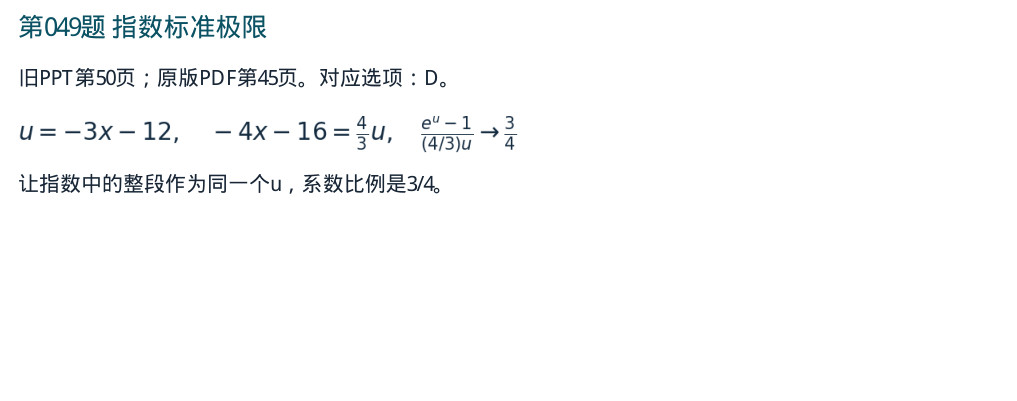 第049题 指数标准极限
旧PPT第50页；原版PDF第45页。对应选项：D。
u = −3x − 12,  − 4x − 16 = \frac{4}{3}u,  \frac{e^u − 1}{(4/3)u} → \frac{3}{4}
让指数中的整段作为同一个u，系数比例是3/4。